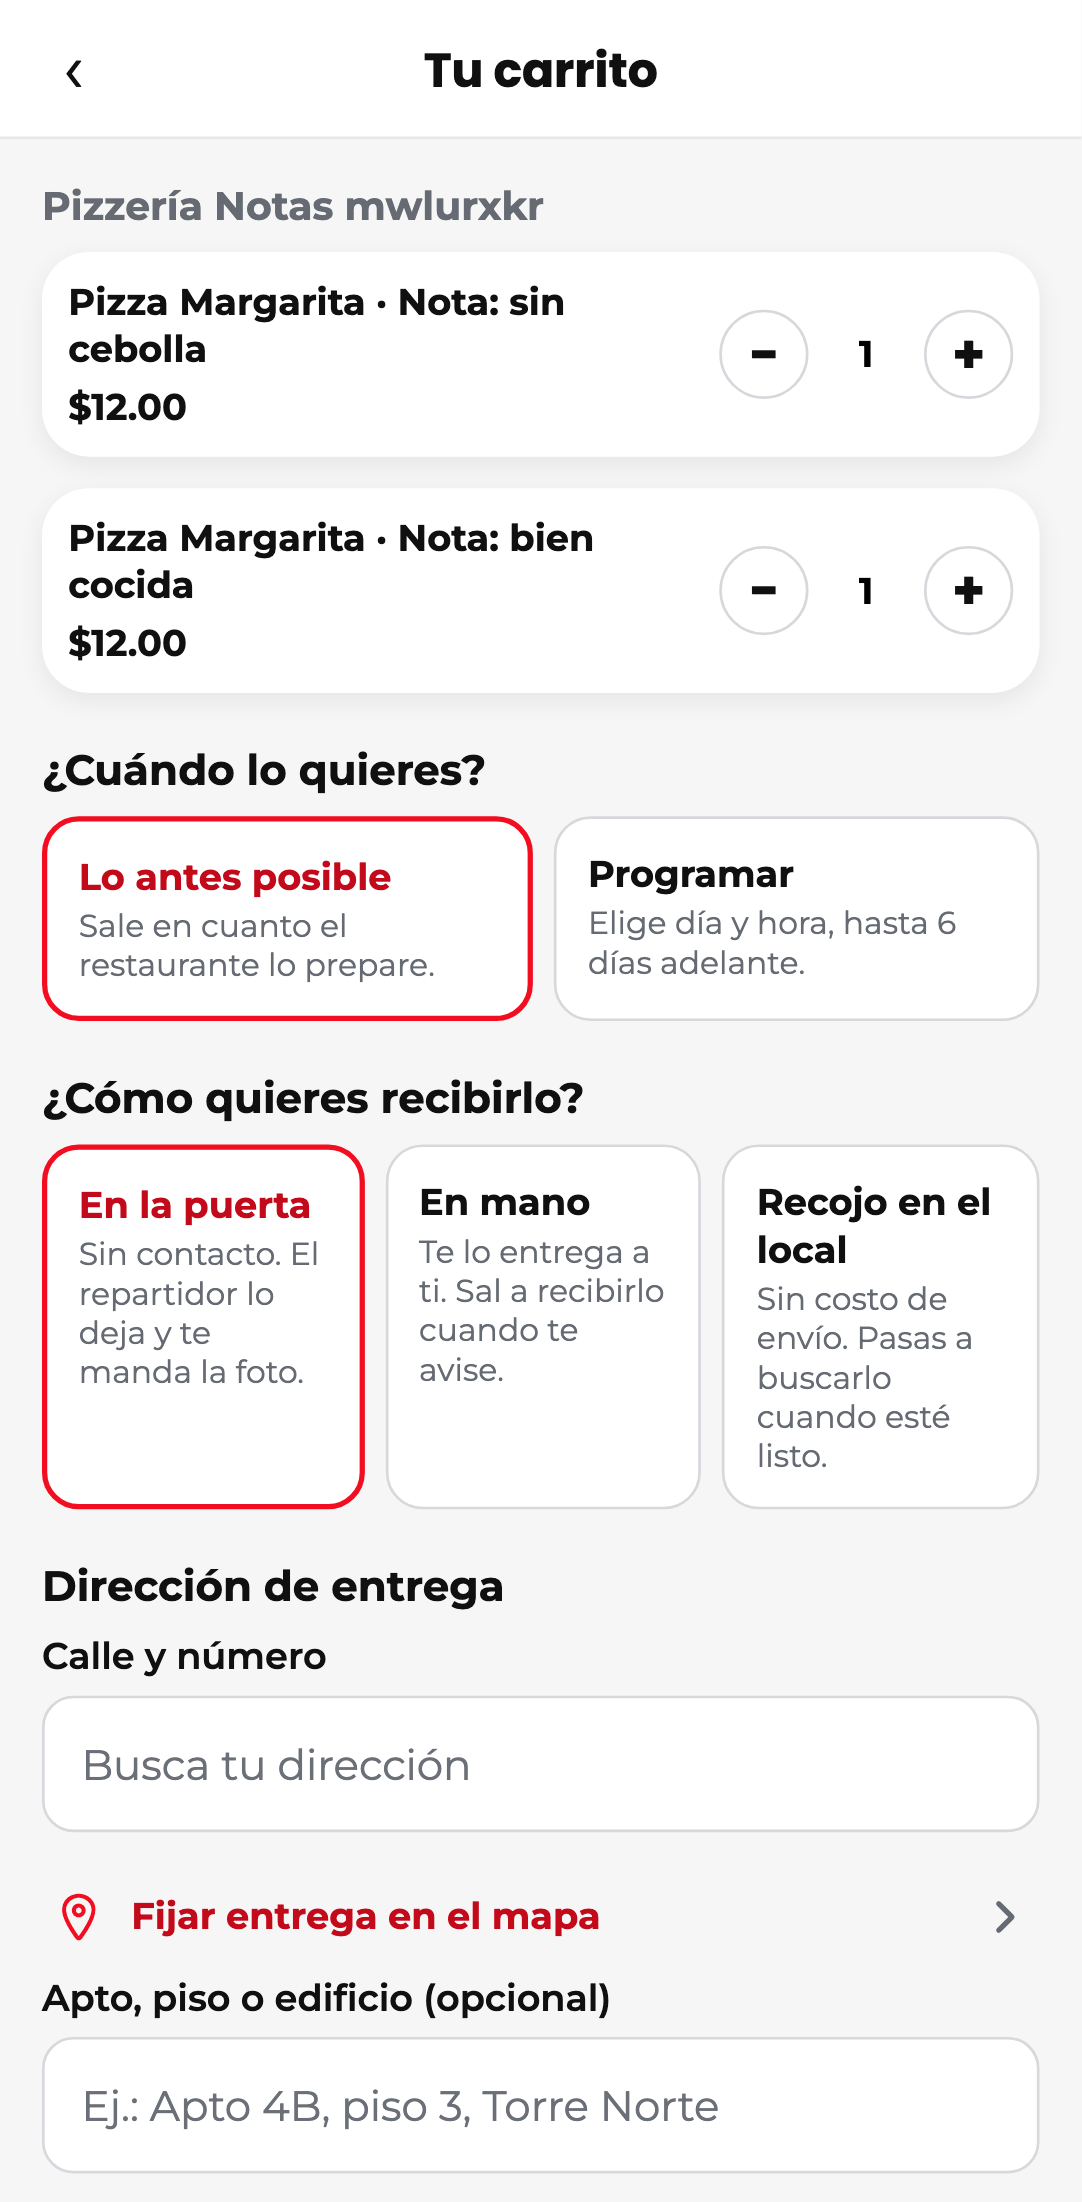 Tu carrito
Pizzería Notas mwlurxkr
Pizza Margarita · Nota: sin
cebolla
$12.00
− 1 +
Pizza Margarita · Nota: bien
cocida
$12.00
− 1 +
¿Cuándo lo quieres?
Lo antes posible
Sale en cuanto el
restaurante lo prepare.
Programar
Elige día y hora, hasta 6
días adelante.
¿Cómo quieres recibirlo?
En la puerta
Sin contacto. El
repartidor lo
deja y te
manda la foto.
En mano
Te lo entrega a
ti. Sal a recibirlo
cuando te
avise.
Recojo en el
local
Sin costo de
envío. Pasas a
buscarlo
cuando esté
listo.
Dirección de entrega
Calle y número
Busca tu dirección
Fijar entrega en el mapa
Apto, piso o edificio (opcional)
Ej.: Apto 4B, piso 3, Torre Norte